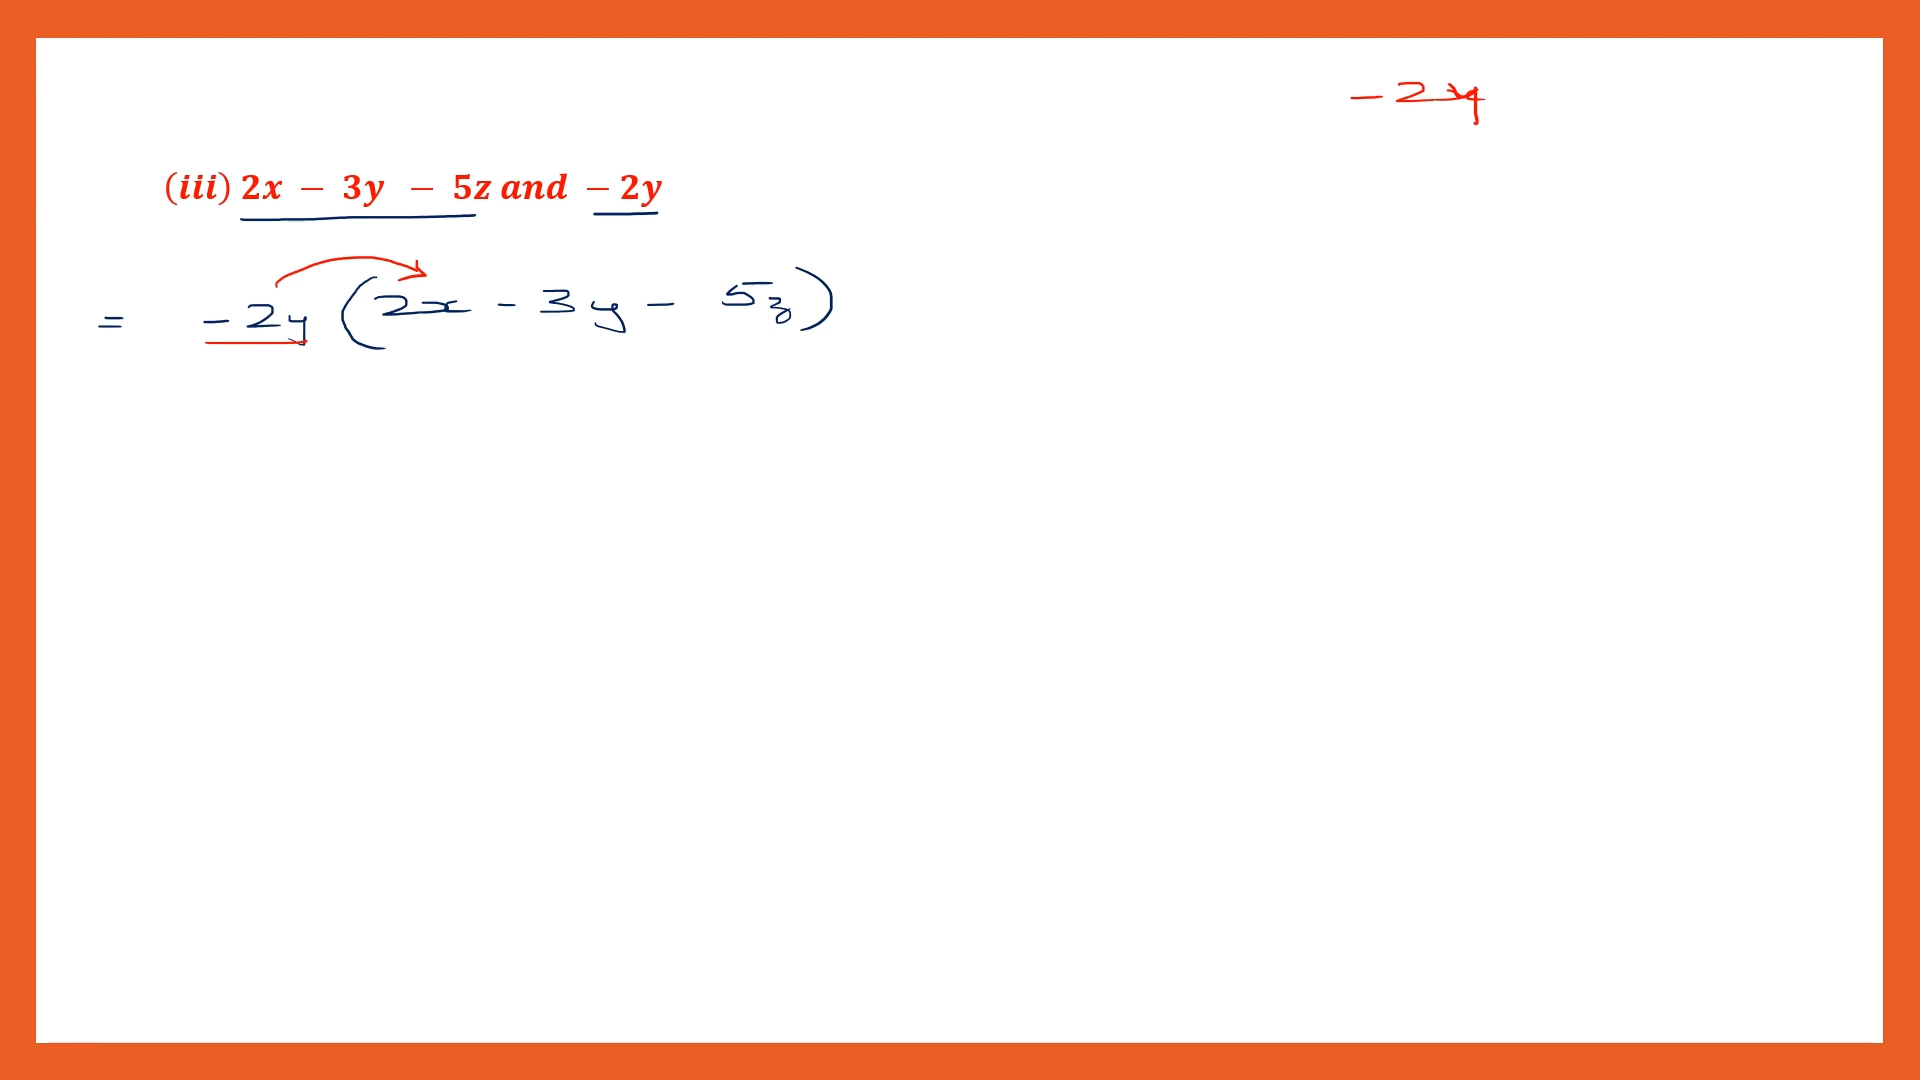 - 2y
(iii) 2x - 3y - 5z and - 2y
= - 2y (2x - 3y - 5z)